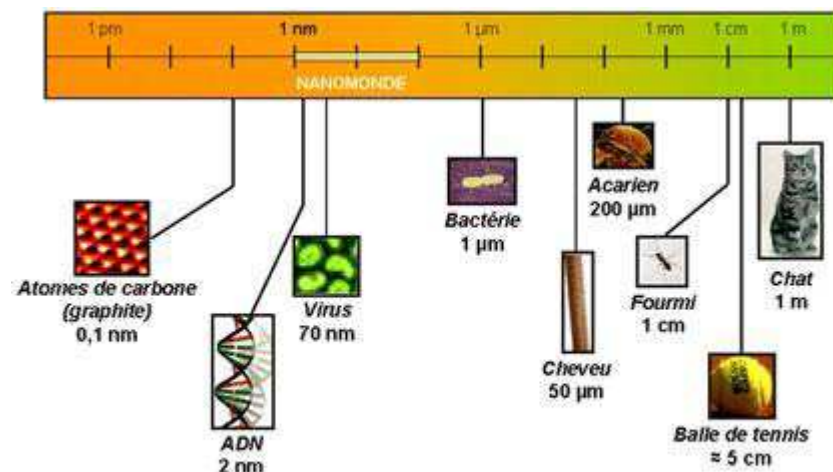 1 pm 1 nm 1 µm 1 mm 1 cm 1 m
NANOMONDE
Atomes de carbone
(graphite)
0,1 nm
ADN
2 nm
Virus
70 nm
Bactérie
1 µm
Cheveu
50 µm
Acarien
200 µm
Fourmi
1 cm
Balle de tennis
≈ 5 cm
Chat
1 m